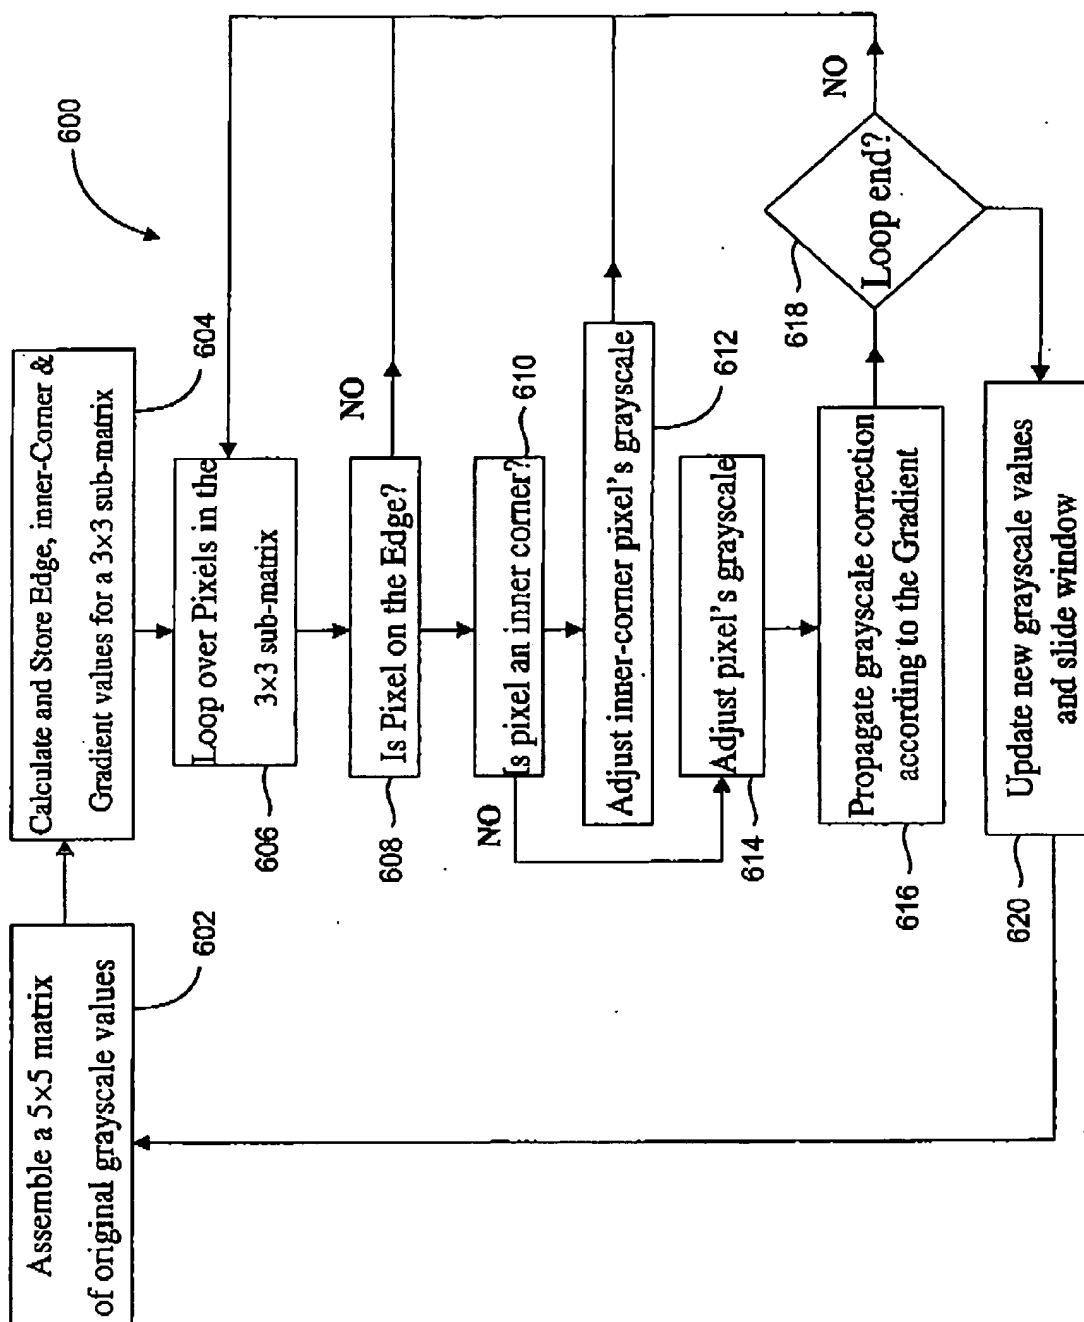 600
Assemble a 5×5 matrix
of original grayscale values
602
Calculate and Store Edge, inner-Corner &
Gradient values for a 3×3 sub-matrix
604
Loop over Pixels in the
3×3 sub-matrix
606
Is Pixel on the Edge?
608
NO
Is pixel an inner corner?
610
NO
Adjust inner-corner pixel's grayscale
612
Adjust pixel's grayscale
614
Propagate grayscale correction
according to the Gradient
616
Loop end?
618
NO
Update new grayscale values
and slide window
620